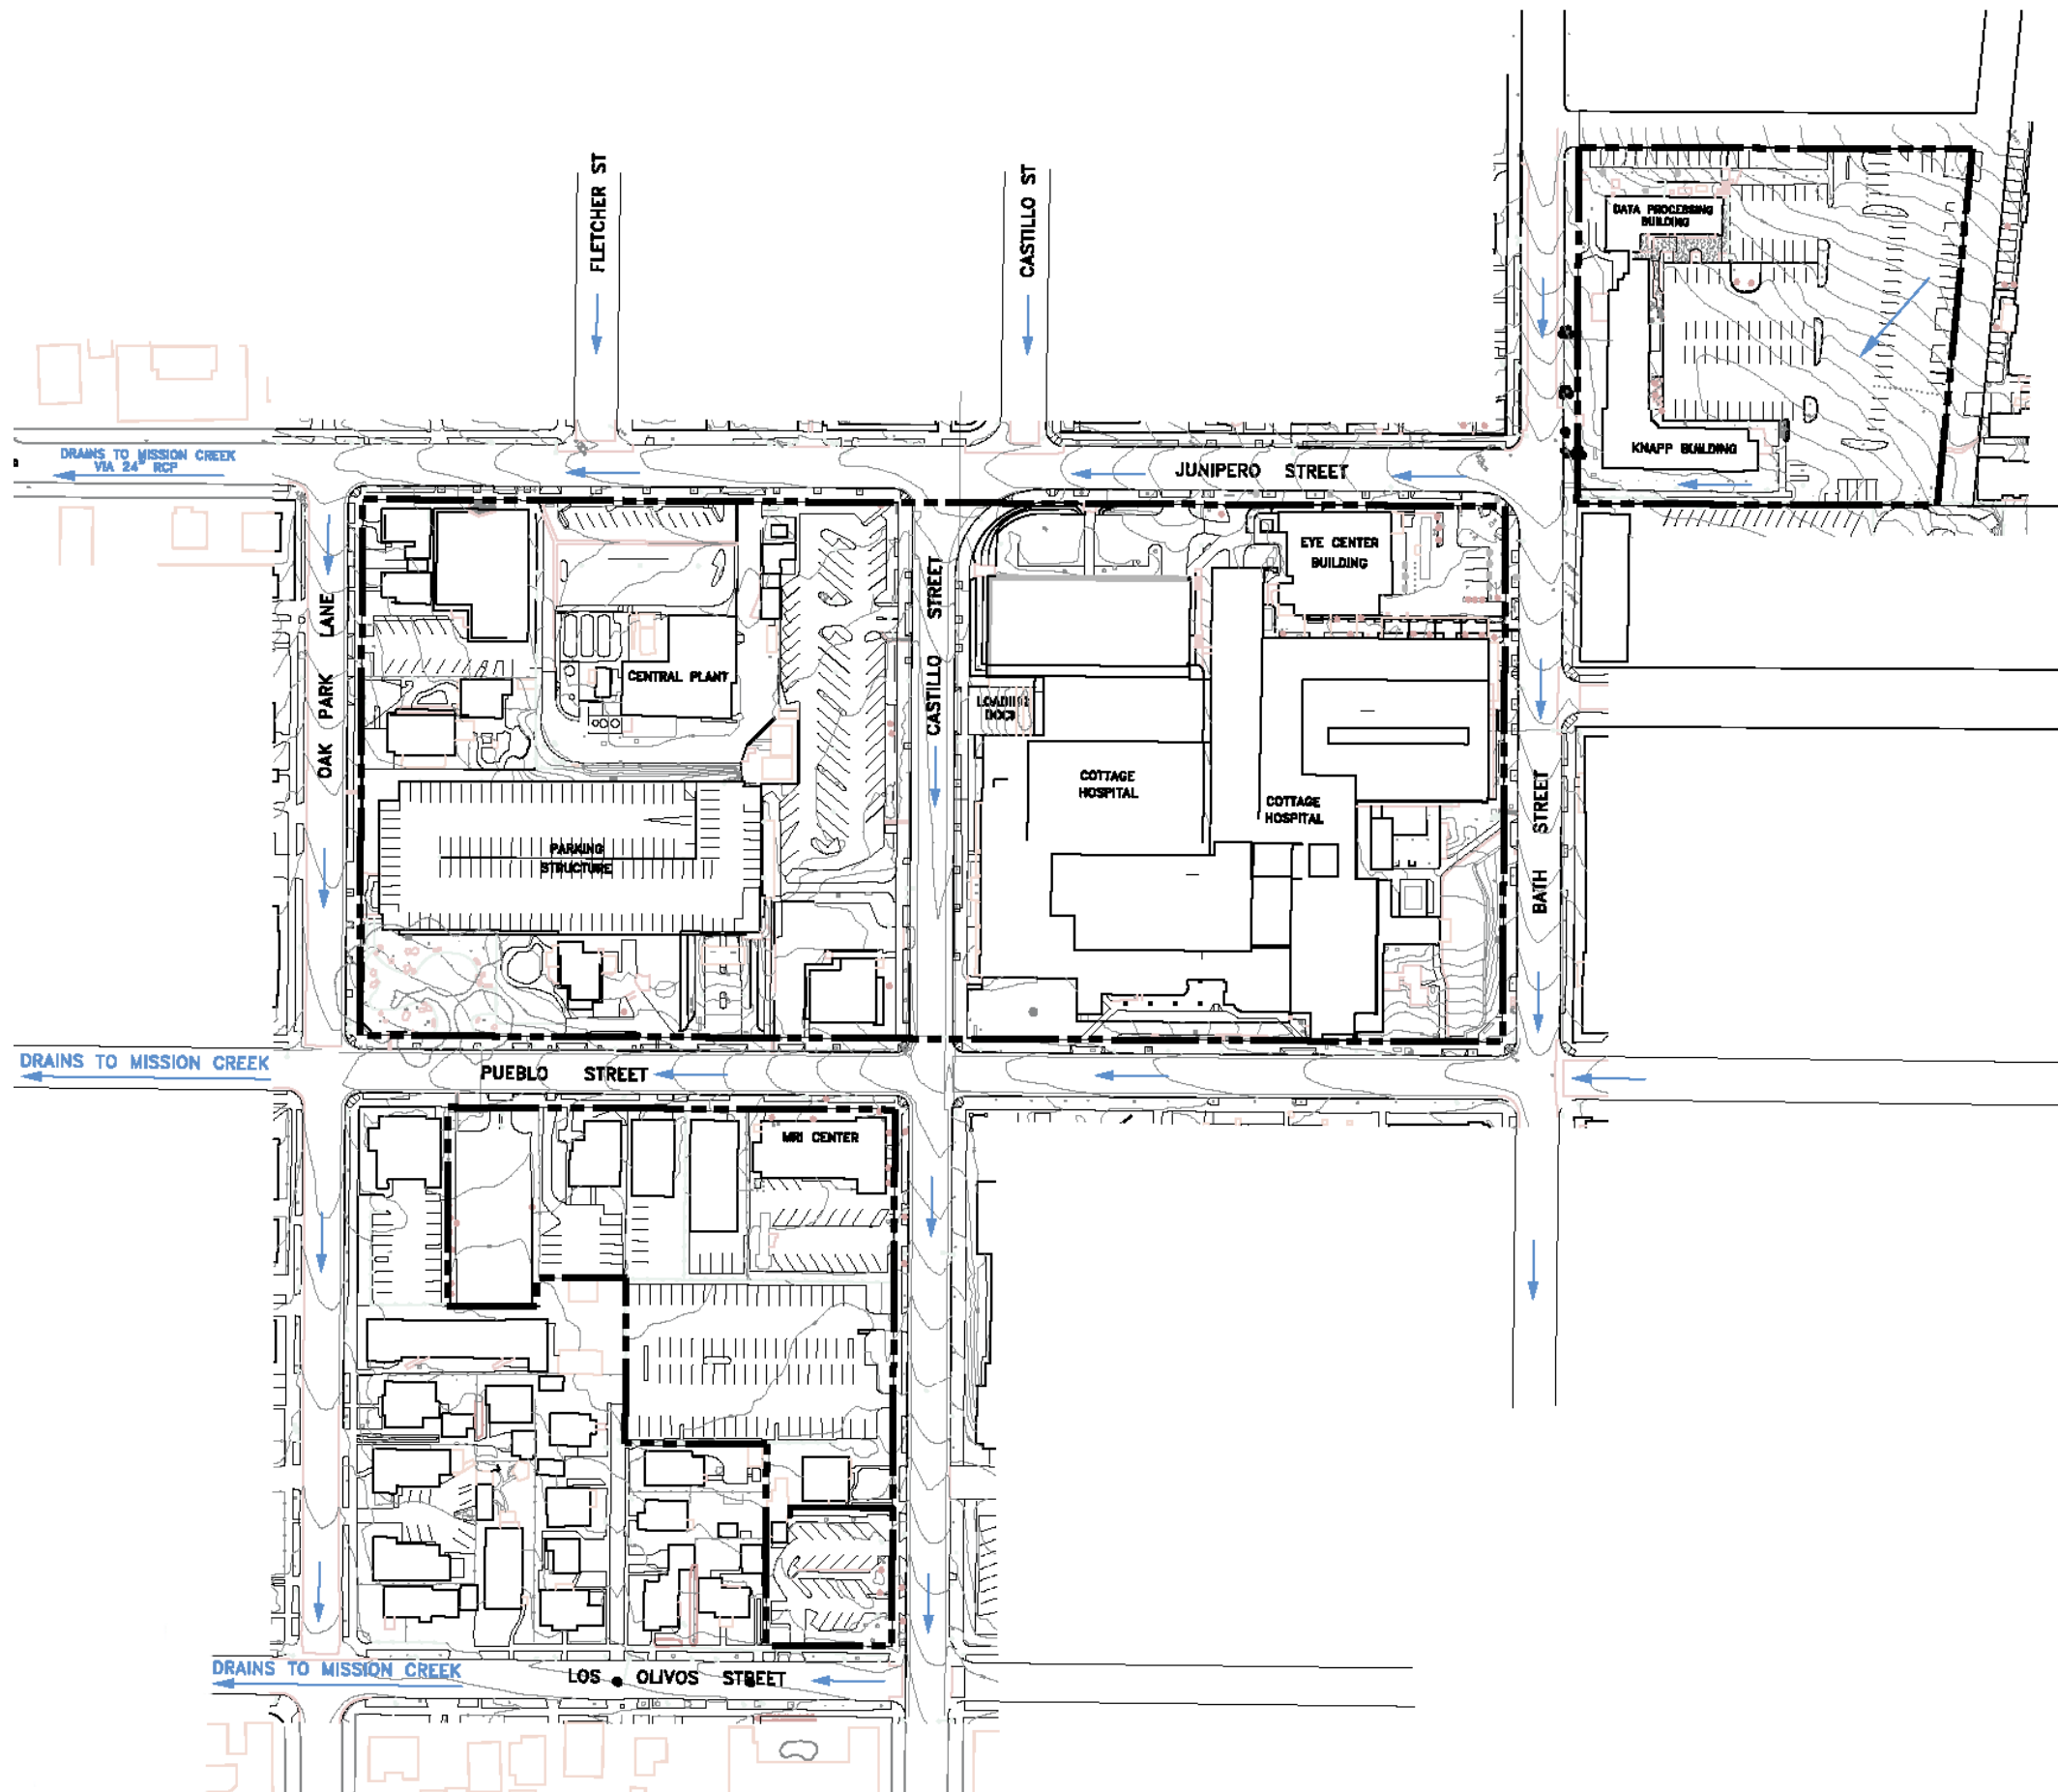 FLETCHER ST
CASTILLO ST
DATA PROCESSING
BUILDING
DRAINS TO MISSION CREEK
VIA 24" RCP
JUNIPERO STREET
KNAPP BUILDING
EYE CENTER
BUILDING
OAK PARK LANE
CASTILLO STREET
CENTRAL PLANT
LOADING
DOCK
COTTAGE
HOSPITAL
COTTAGE
HOSPITAL
BATH STREET
PARKING
STRUCTURE
DRAINS TO MISSION CREEK
PUEBLO STREET
MRI CENTER
DRAINS TO MISSION CREEK
LOS OLIVOS STREET